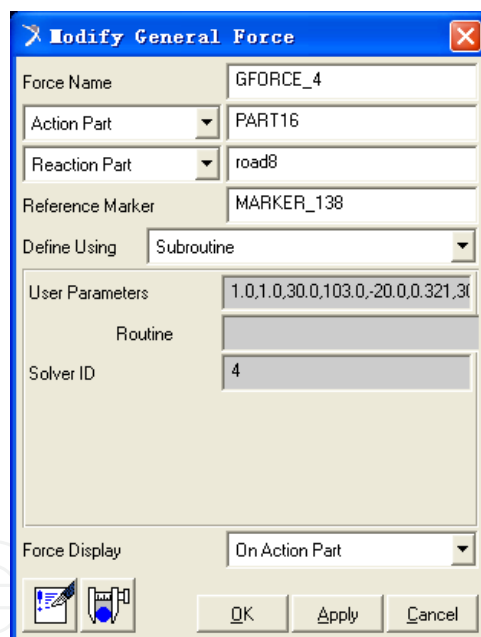 Modify General Force
Force Name GFORCE_4
Action Part PART16
Reaction Part road8
Reference Marker MARKER_138
Define Using Subroutine
User Parameters 1.0,1.0,30.0,103.0,-20.0,0.321,30
Routine
Solver ID 4
Force Display On Action Part
OK Apply Cancel